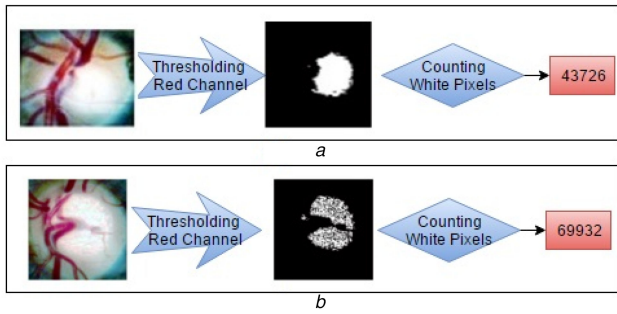 Thresholding
Red Channel
Counting
White Pixels
43726
a
Thresholding
Red Channel
Counting
White Pixels
69932
b